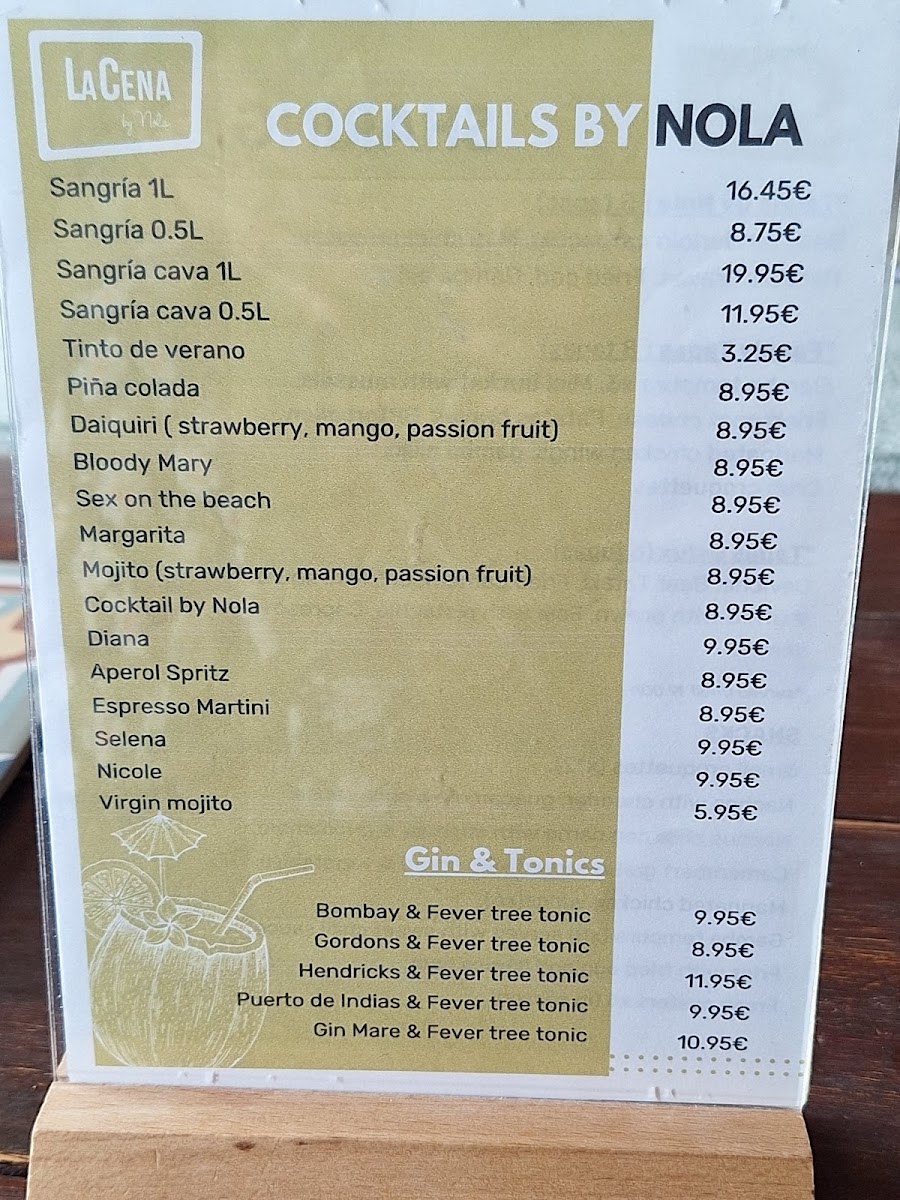 LA CENA
by Nola
COCKTAILS BY NOLA
Sangría 1L 16.45€
Sangría 0.5L 8.75€
Sangría cava 1L 19.95€
Sangría cava 0.5L 11.95€
Tinto de verano 3.25€
Piña colada 8.95€
Daiquiri ( strawberry, mango, passion fruit) 8.95€
Bloody Mary 8.95€
Sex on the beach 8.95€
Margarita 8.95€
Mojito (strawberry, mango, passion fruit) 8.95€
Cocktail by Nola 8.95€
Diana 9.95€
Aperol Spritz 8.95€
Espresso Martini 8.95€
Selena 9.95€
Nicole 9.95€
Virgin mojito 5.95€
Gin & Tonics
Bombay & Fever tree tonic 9.95€
Gordons & Fever tree tonic 8.95€
Hendricks & Fever tree tonic 11.95€
Puerto de Indias & Fever tree tonic 9.95€
Gin Mare & Fever tree tonic 10.95€